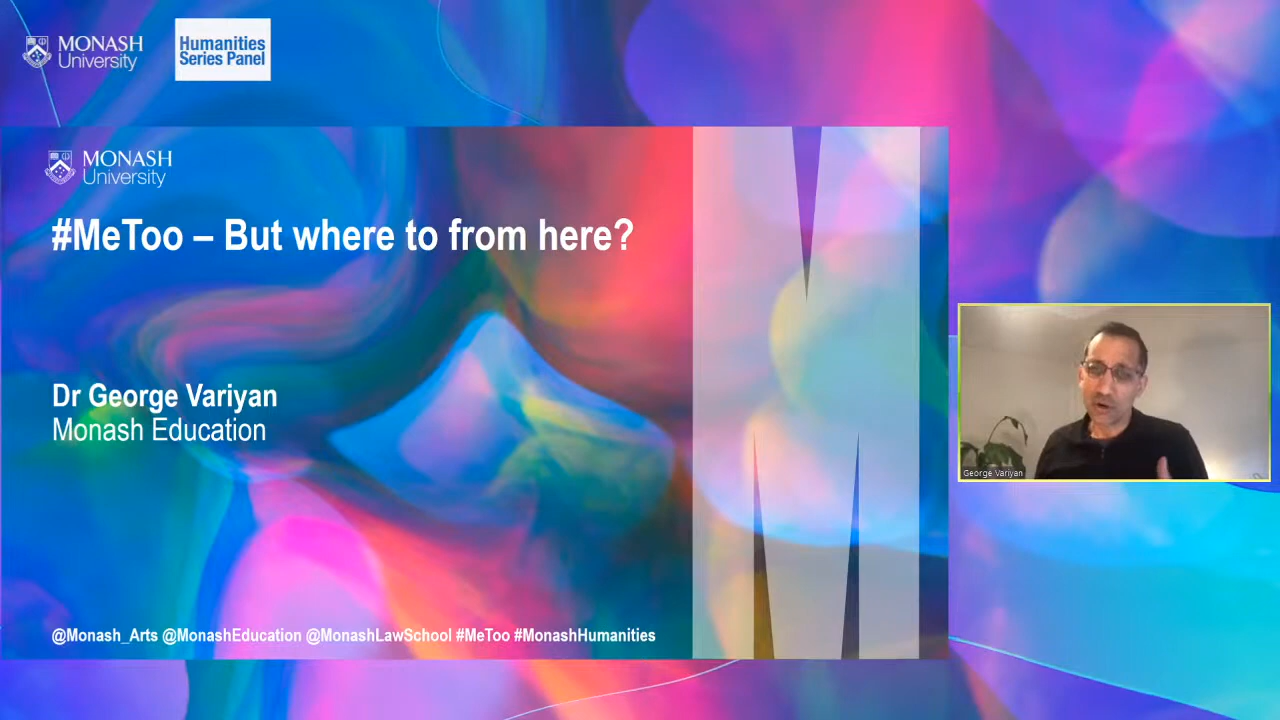 MONASH
University
Humanities
Series Panel
MONASH
University
#MeToo – But where to from here?
Dr George Variyan
Monash Education
@Monash_Arts @MonashEducation @MonashLawSchool #MeToo #MonashHumanities
George Variyan